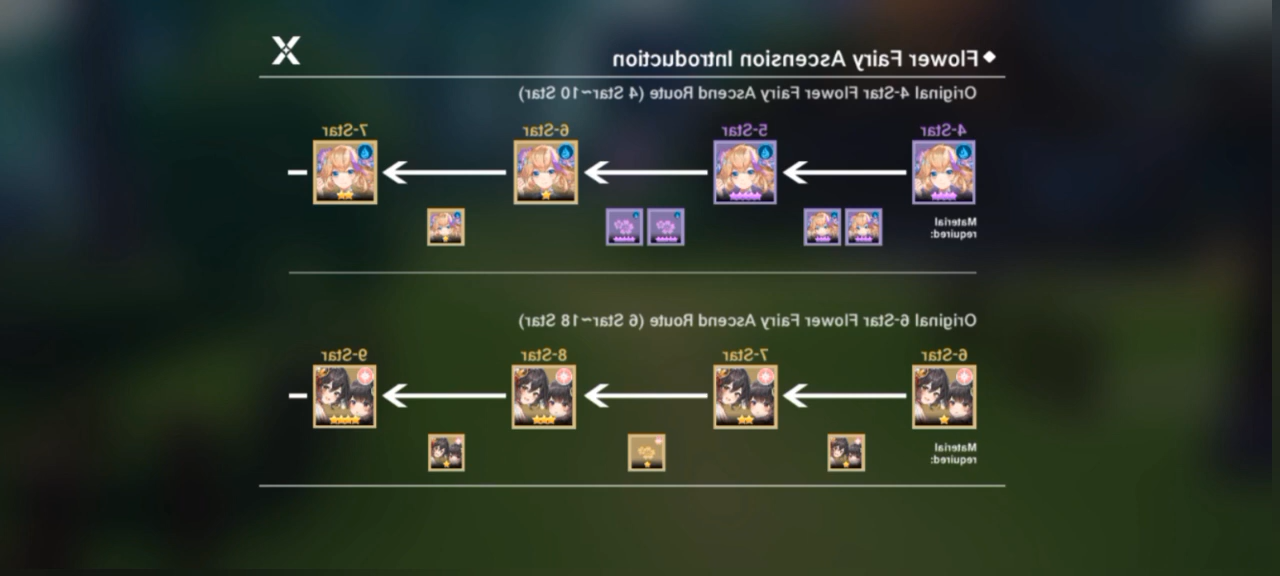 Flower Fairy Ascension Introduction
X
Original 4-Star Flower Fairy Ascend Route (4 Star~10 Star)
4-Star
5-Star
6-Star
7-Star
Material
required:
Original 6-Star Flower Fairy Ascend Route (6 Star~18 Star)
6-Star
7-Star
8-Star
9-Star
Material
required: